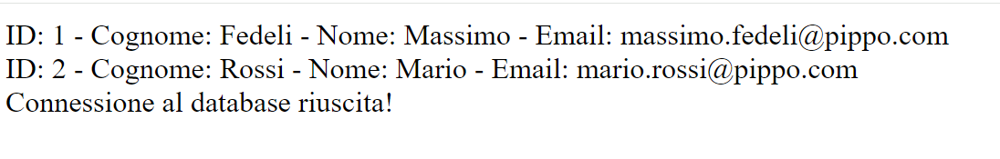 ID: 1 - Cognome: Fedeli - Nome: Massimo - Email: massimo.fedeli@pippo.com
ID: 2 - Cognome: Rossi - Nome: Mario - Email: mario.rossi@pippo.com
Connessione al database riuscita!